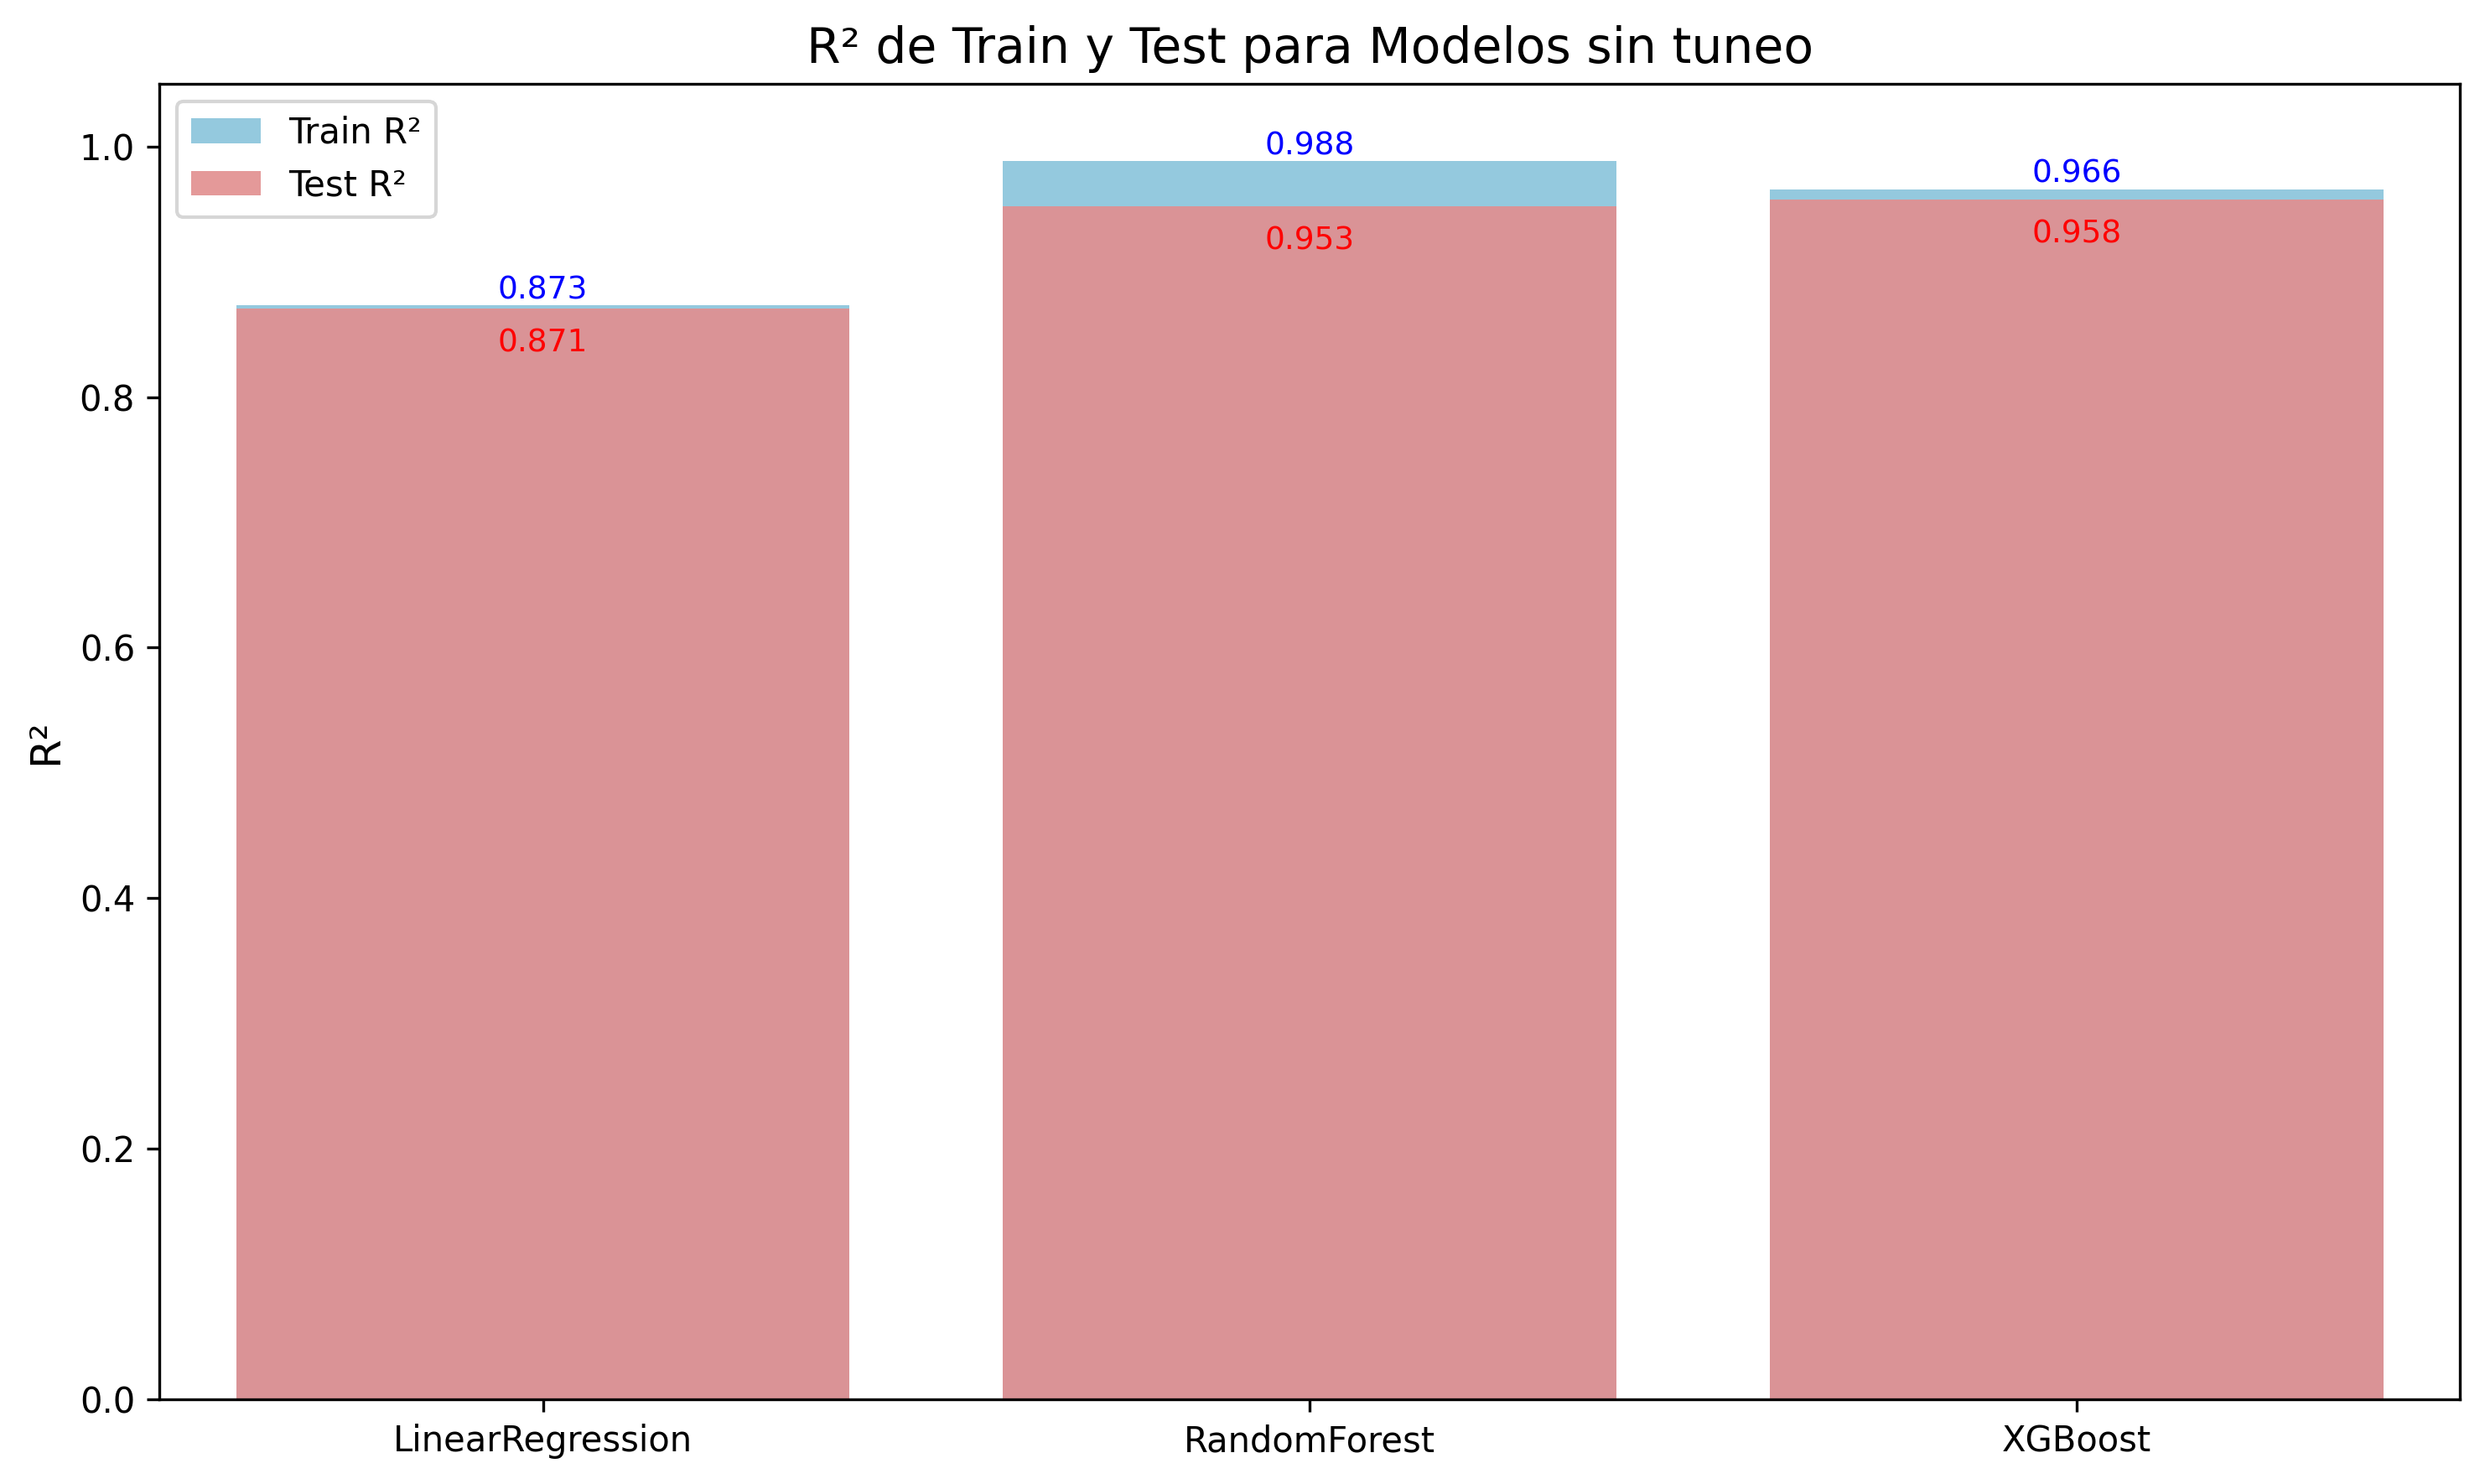 R² de Train y Test para Modelos sin tuneo
Train R²
Test R²
R²
1.0
0.8
0.6
0.4
0.2
0.0
0.873
0.871
0.988
0.953
0.966
0.958
LinearRegression
RandomForest
XGBoost